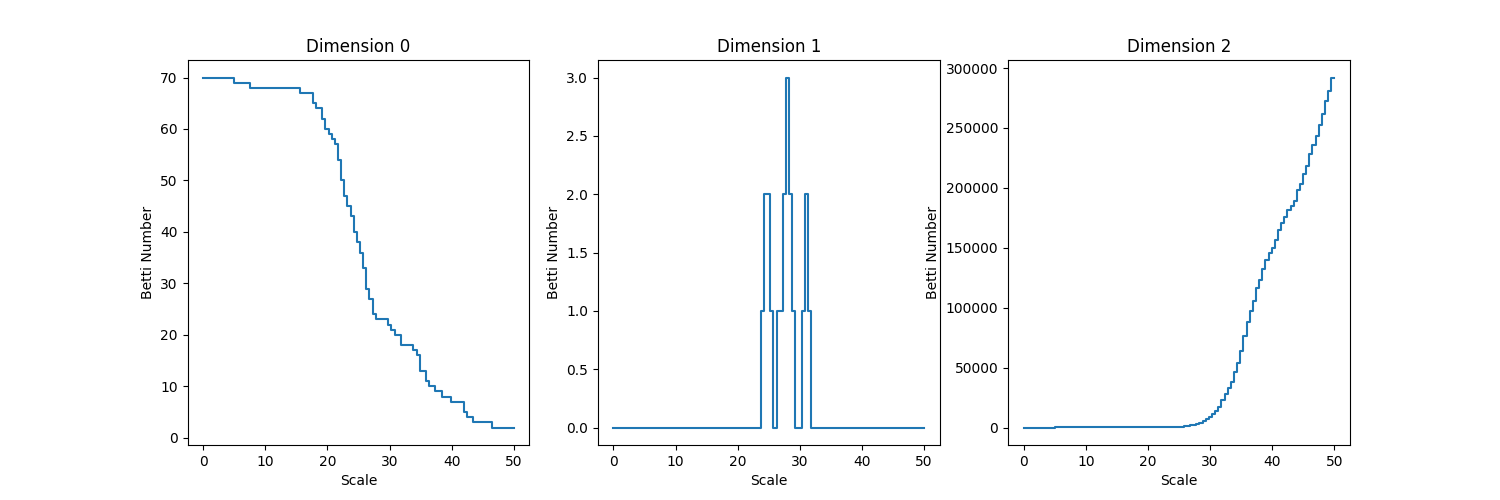 Dimension 0
Betti Number
70
60
50
40
30
20
10
0
0 10 20 30 40 50
Scale
Dimension 1
Betti Number
3.0
2.5
2.0
1.5
1.0
0.5
0.0
0 10 20 30 40 50
Scale
Dimension 2
Betti Number
300000
250000
200000
150000
100000
50000
0
0 10 20 30 40 50
Scale